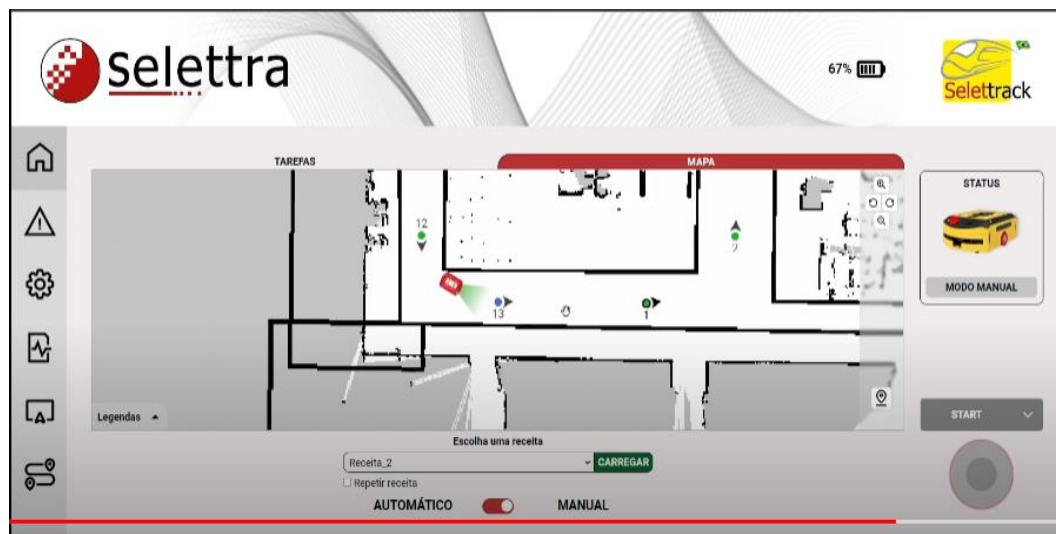 selettra
67%
Selettrack
TAREFAS
MAPA
STATUS
12
2
MODO MANUAL
13
1
Legendas
START
Escolha uma receita
Receita_2
CARREGAR
Repetir receita
AUTOMÁTICO
MANUAL